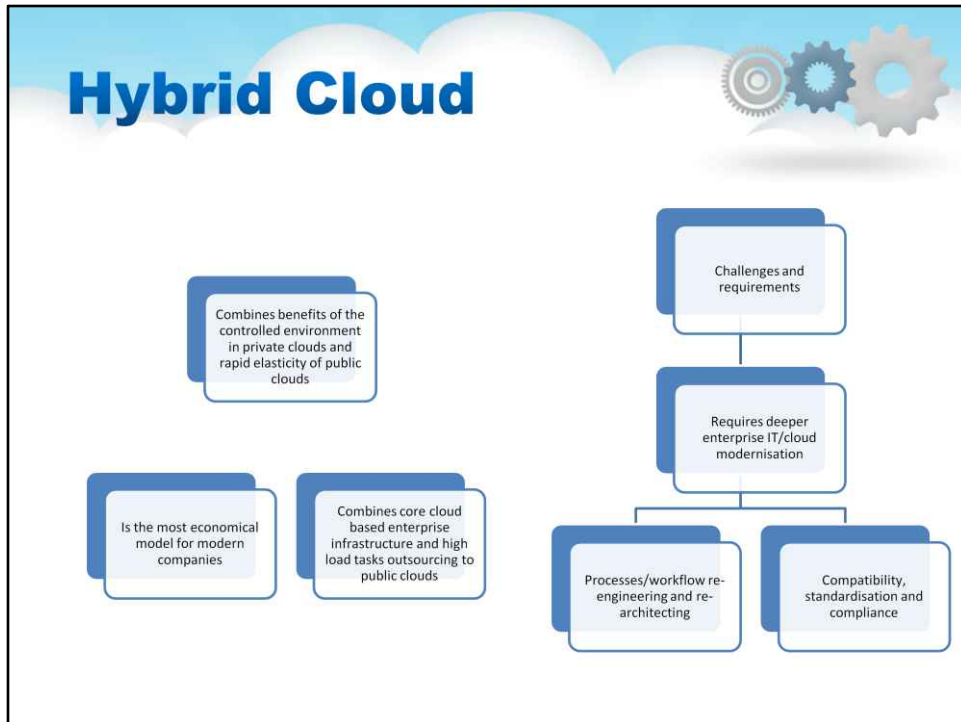 Hybrid Cloud
Combines benefits of the
controlled environment
in private clouds and
rapid elasticity of public
clouds
Is the most economical
model for modern
companies
Combines core cloud
based enterprise
infrastructure and high
load tasks outsourcing to
public clouds
Challenges and
requirements
Requires deeper
enterprise IT/cloud
modernisation
Processes/workflow re-
engineering and re-
architecting
Compatibility,
standardisation and
compliance